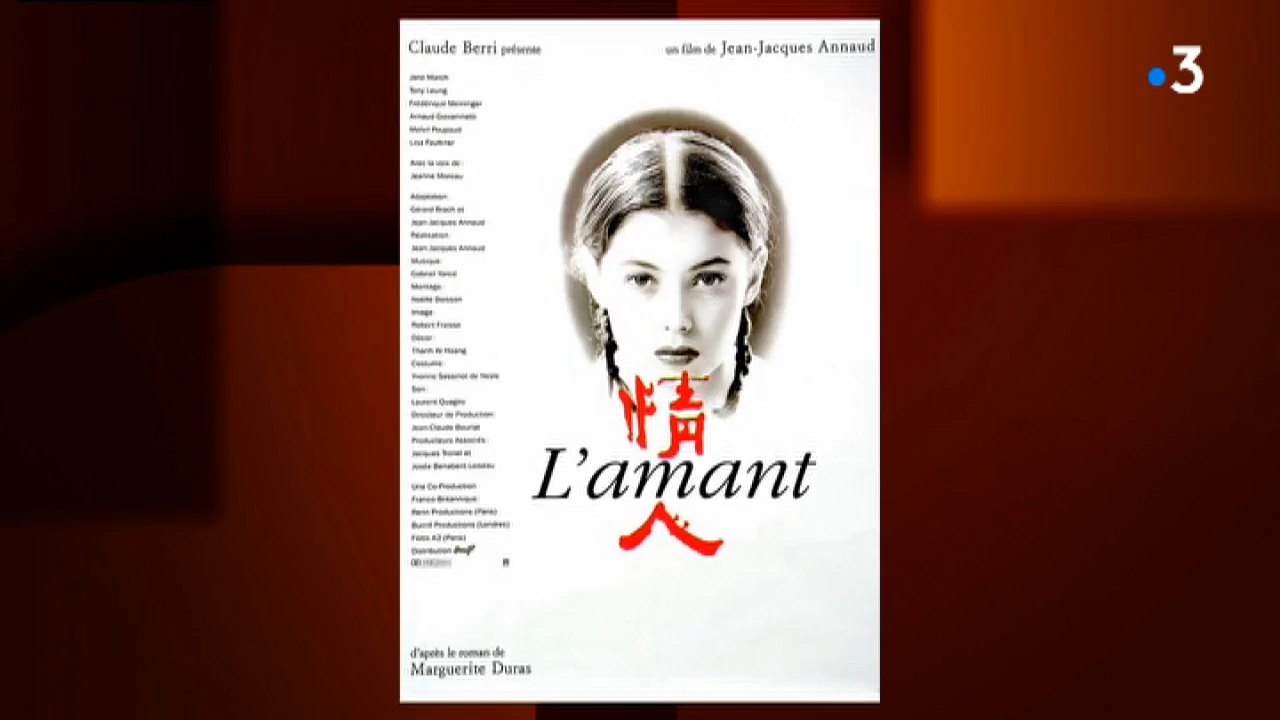 Claude Berri présente
un film de Jean-Jacques Annaud
3
Jane March
Tony Leung
Frédérique Meininger
Arnaud Giovaninetti
Melvil Poupaud
Lisa Faulkner
Avec la voix de:
Jeanne Moreau
Adaptation:
Gérard Brach et
Jean-Jacques Annaud
Réalisation:
Jean-Jacques Annaud
Musique:
Gabriel Yared
Montage:
Noëlle Boisson
Image:
Robert Fraisse
Décor:
Thanh At Hoang
Costume:
Yvonne Sassinot de Nesle
Son:
Laurent Quaglio
Directeur de Production:
Jean-Claude Bourlat
Producteurs Associés:
Jacques Tronel et
Josée Benabent-Loiseau
Une Co-Production
Franco-Britannique:
Renn Productions (Paris)
Burrill Productions (Londres)
Films A2 (Paris)
Distribution
情
L'amant
人
d'après le roman de
Marguerite Duras